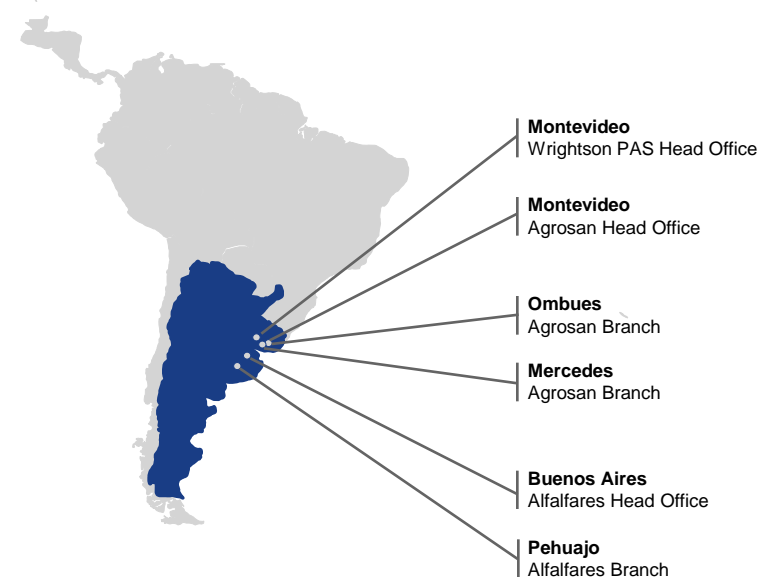 Montevideo
Wrightson PAS Head Office
Montevideo
Agrosan Head Office
Ombues
Agrosan Branch
Mercedes
Agrosan Branch
Buenos Aires
Alfalfares Head Office
Pehuajo
Alfalfares Branch